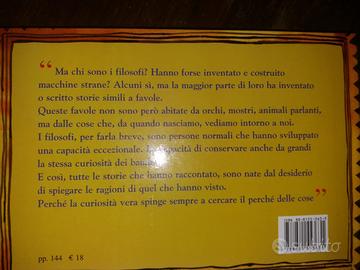 “ Ma chi sono i filosofi? Hanno forse inventato e costruito
macchine strane? Alcuni sì, ma la maggior parte di loro ha inventato
o scritto storie simili a favole.
Queste favole non sono però abitate da orchi, mostri, animali parlanti,
ma dalle cose che, da quando nasciamo, vediamo intorno a noi.
I filosofi, per farla breve, sono persone normali che hanno sviluppato
una capacità eccezionale. La capacità di conservare anche da grandi
la stessa curiosità dei bambini.
E così, tutte le storie che hanno raccontato, sono nate dal desiderio
di spiegare le ragioni di quel che hanno visto.
Perché la curiosità vera spinge sempre a cercare il perché delle cose ”
pp. 144 € 18
ISBN
subito